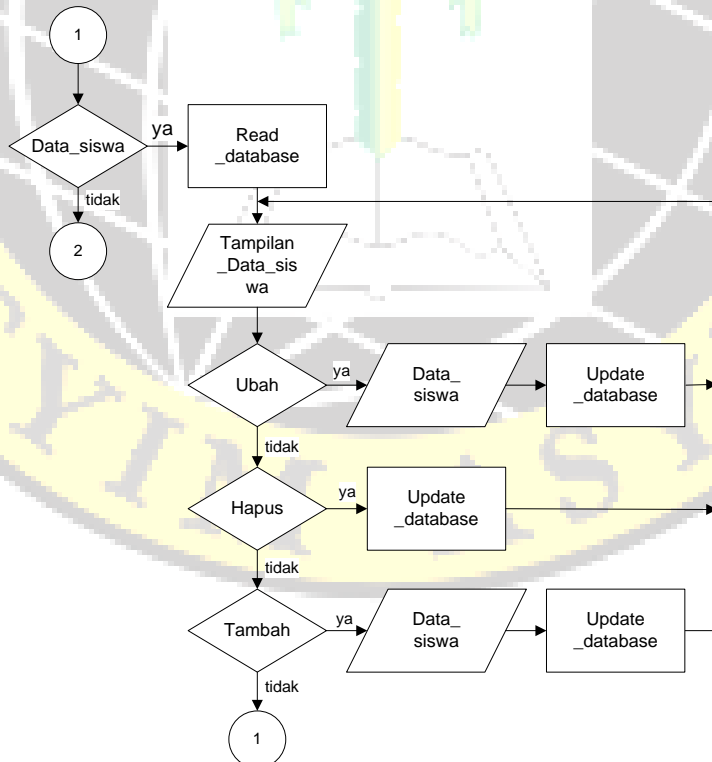 1
Data_siswa
ya
Read
_database
tidak
2
Tampilan
_Data_sis
wa
Ubah
ya
Data_
siswa
Update
_database
tidak
Hapus
ya
Update
_database
tidak
Tambah
ya
Data_
siswa
Update
_database
tidak
1